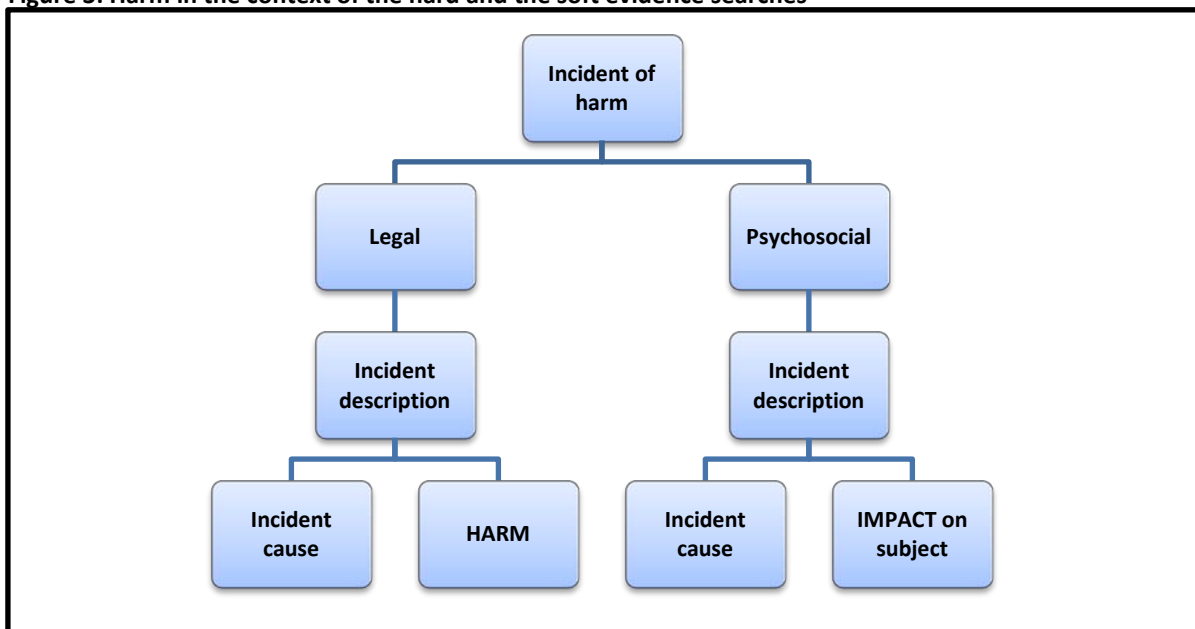 Figure 3. Harm in the context of the hard and the soft evidence searches
Incident of
harm
Legal
Psychosocial
Incident
description
Incident
description
Incident
cause
HARM
Incident
cause
IMPACT on
subject